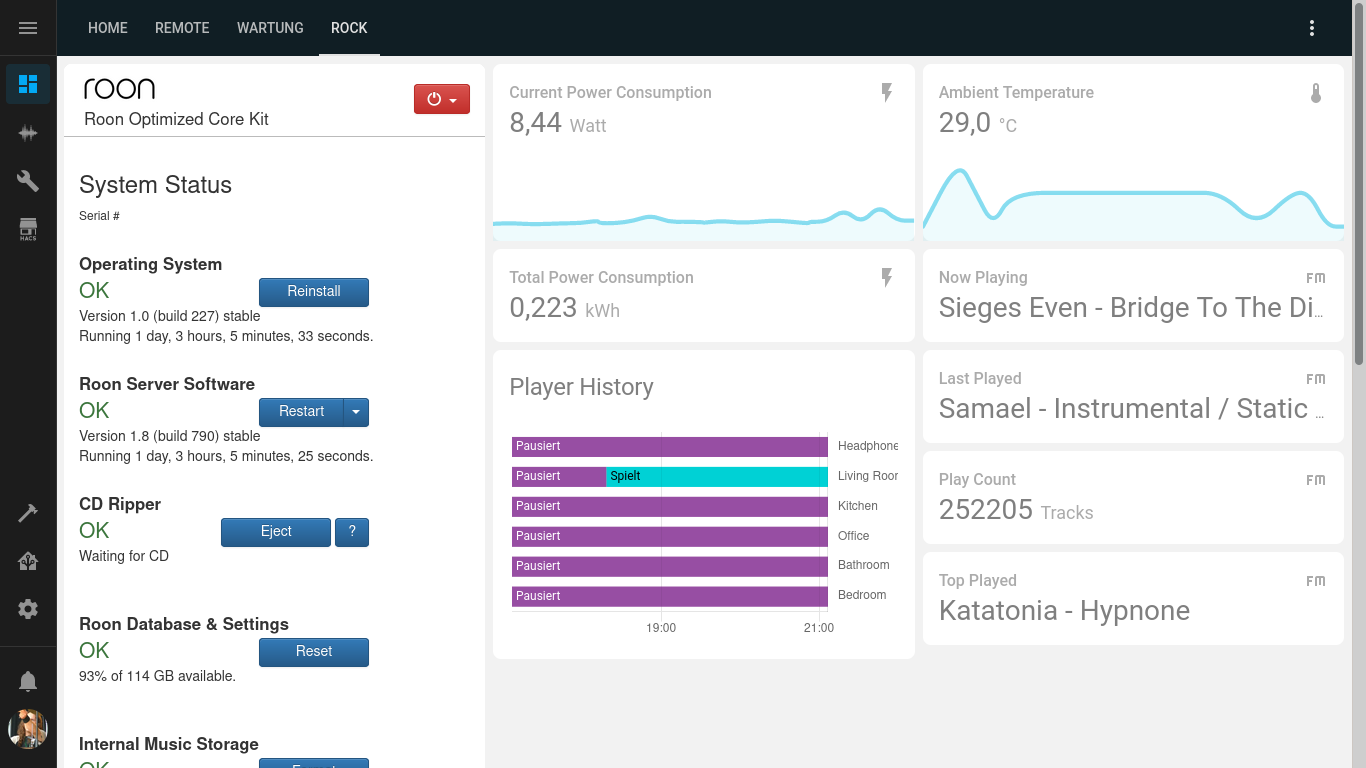 HOME REMOTE WARTUNG ROCK
HACS
roon
Roon Optimized Core Kit
System Status
Serial #
Operating System
OK
Reinstall
Version 1.0 (build 227) stable
Running 1 day, 3 hours, 5 minutes, 33 seconds.
Roon Server Software
OK
Restart
Version 1.8 (build 790) stable
Running 1 day, 3 hours, 5 minutes, 25 seconds.
CD Ripper
OK
Eject ?
Waiting for CD
Roon Database & Settings
OK
Reset
93% of 114 GB available.
Internal Music Storage
Current Power Consumption
8,44 Watt
Total Power Consumption
0,223 kWh
Player History
Pausiert Headphone
Pausiert Spielt Living Roor
Pausiert Kitchen
Pausiert Office
Pausiert Bathroom
Pausiert Bedroom
19:00 21:00
Ambient Temperature
29,0 °C
Now Playing FM
Sieges Even - Bridge To The Di...
Last Played FM
Samael - Instrumental / Static ...
Play Count FM
252205 Tracks
Top Played FM
Katatonia - Hypnone